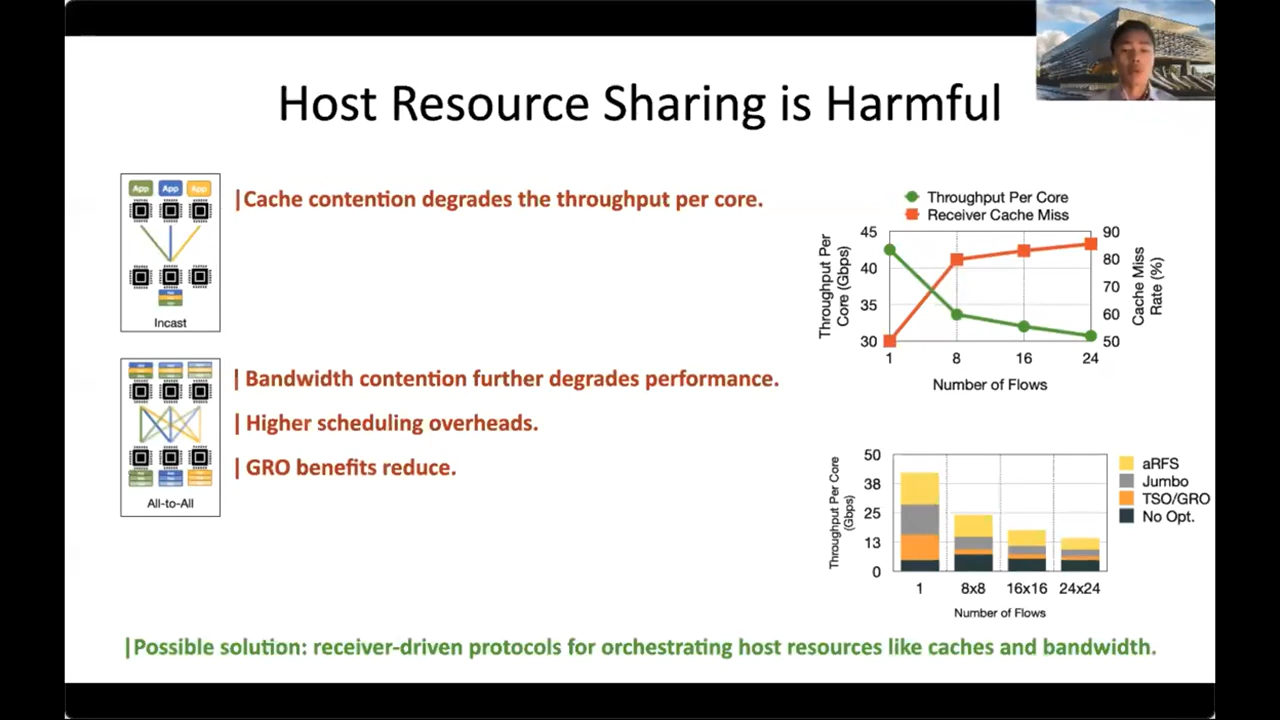 Host Resource Sharing is Harmful
App App App
Incast
|Cache contention degrades the throughput per core.
Throughput Per Core
Receiver Cache Miss
Throughput Per
Core (Gbps)
45
40
35
30
90
80
70
60
50
Cache Miss
Rate (%)
1 8 16 24
Number of Flows
All-to-All
| Bandwidth contention further degrades performance.
| Higher scheduling overheads.
| GRO benefits reduce.
Throughput Per Core
(Gbps)
50
38
25
13
0
1 8x8 16x16 24x24
Number of Flows
aRFS
Jumbo
TSO/GRO
No Opt.
|Possible solution: receiver-driven protocols for orchestrating host resources like caches and bandwidth.